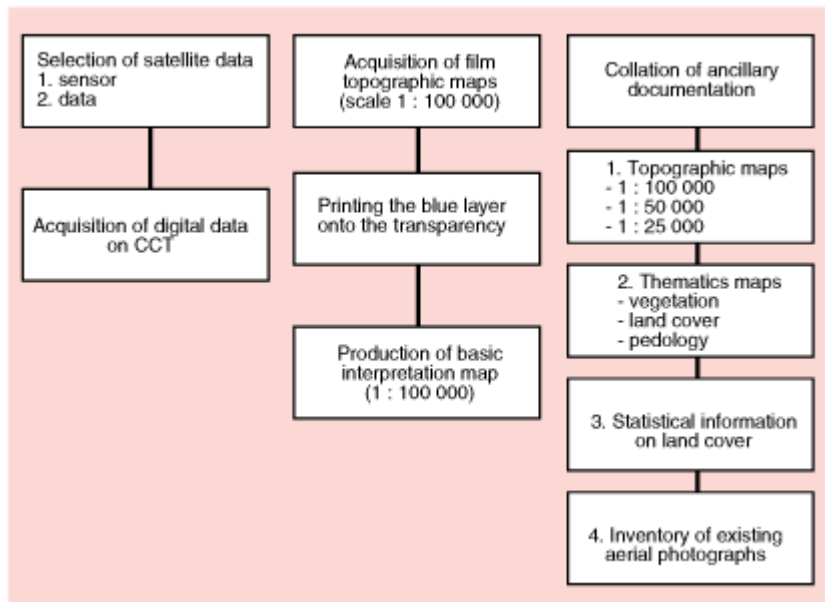 Selection of satellite data
1. sensor
2. data
Acquisition of digital data
on CCT
Acquisition of film
topographic maps
(scale 1 : 100 000)
Printing the blue layer
onto the transparency
Production of basic
interpretation map
(1 : 100 000)
Collation of ancillary
documentation
1. Topographic maps
- 1 : 100 000
- 1 : 50 000
- 1 : 25 000
2. Thematics maps
- vegetation
- land cover
- pedology
3. Statistical information
on land cover
4. Inventory of existing
aerial photographs